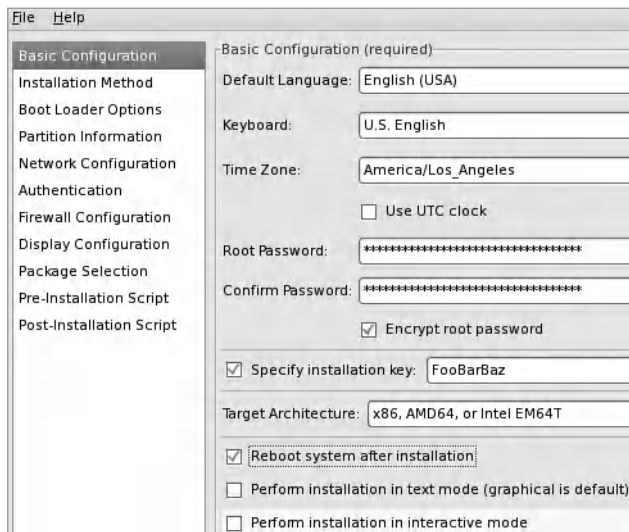 File Help
Basic Configuration
Installation Method
Boot Loader Options
Partition Information
Network Configuration
Authentication
Firewall Configuration
Display Configuration
Package Selection
Pre-Installation Script
Post-Installation Script
Basic Configuration (required)
Default Language: English (USA)
Keyboard: U.S. English
Time Zone: America/Los_Angeles
Use UTC clock
Root Password: **********************************
Confirm Password: **********************************
Encrypt root password
Specify installation key: FooBarBaz
Target Architecture: x86, AMD64, or Intel EM64T
Reboot system after installation
Perform installation in text mode (graphical is default)
Perform installation in interactive mode